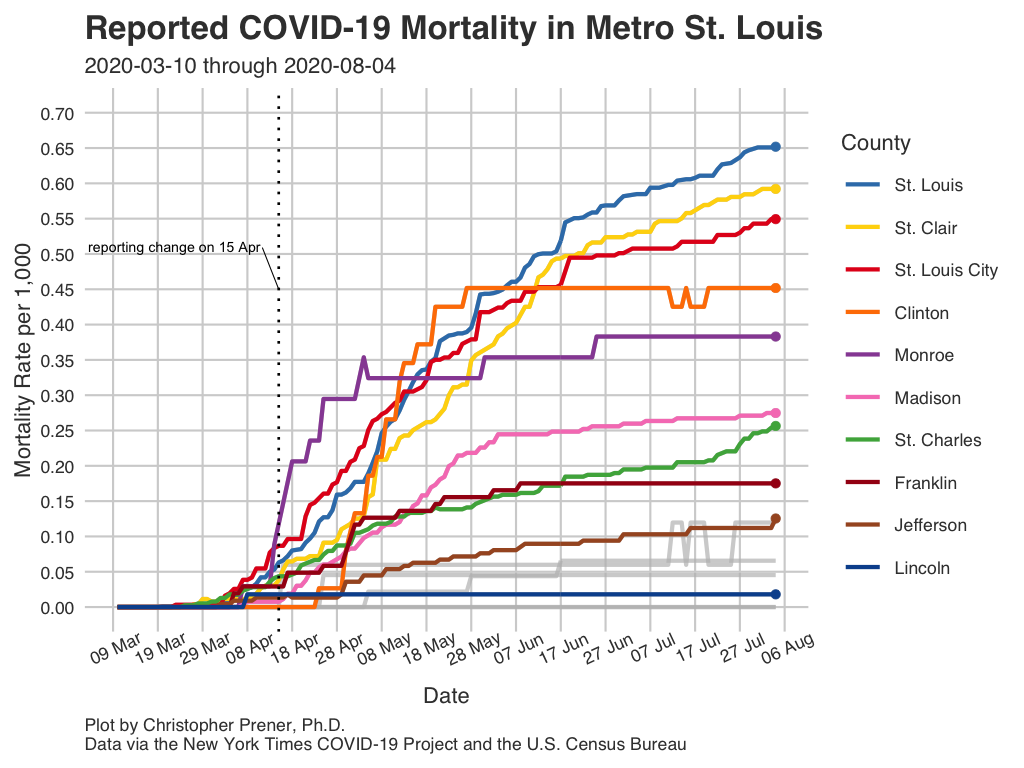 Reported COVID-19 Mortality in Metro St. Louis
2020-03-10 through 2020-08-04
Mortality Rate per 1,000
0.70
0.65
0.60
0.55
0.50
0.45
0.40
0.35
0.30
0.25
0.20
0.15
0.10
0.05
0.00
reporting change on 15 Apr
09 Mar
19 Mar
29 Mar
08 Apr
18 Apr
28 Apr
08 May
18 May
28 May
07 Jun
17 Jun
27 Jun
07 Jul
17 Jul
27 Jul
06 Aug
Date
County
St. Louis
St. Clair
St. Louis City
Clinton
Monroe
Madison
St. Charles
Franklin
Jefferson
Lincoln
Plot by Christopher Prener, Ph.D.
Data via the New York Times COVID-19 Project and the U.S. Census Bureau